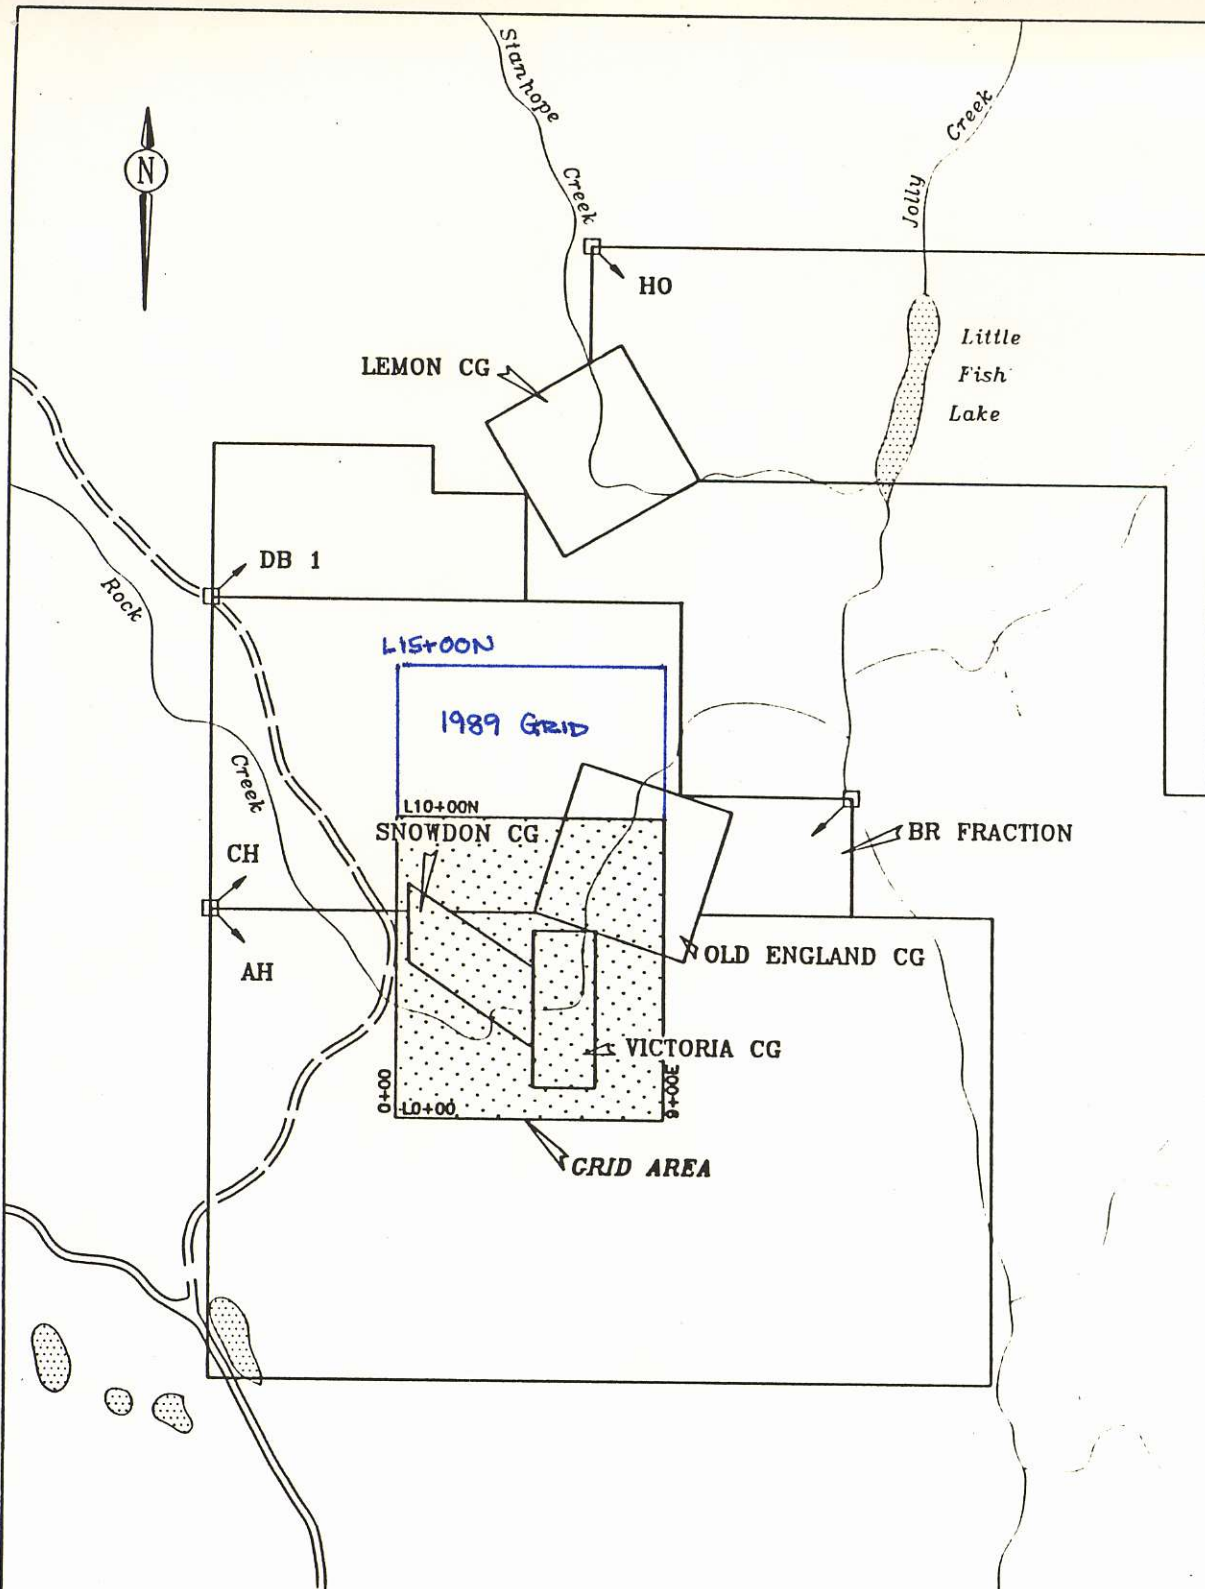 Stanhope
Creek
Jolly
Creek
N
HO
Little
Fish
Lake
LEMON CG
DB 1
Rock
Creek
L15+00N
1989 GRID
L10+00N
SNOWDON CG
BR FRACTION
CH
AH
OLD ENGLAND CG
VICTORIA CG
0+00
L0+00
9+00E
GRID AREA